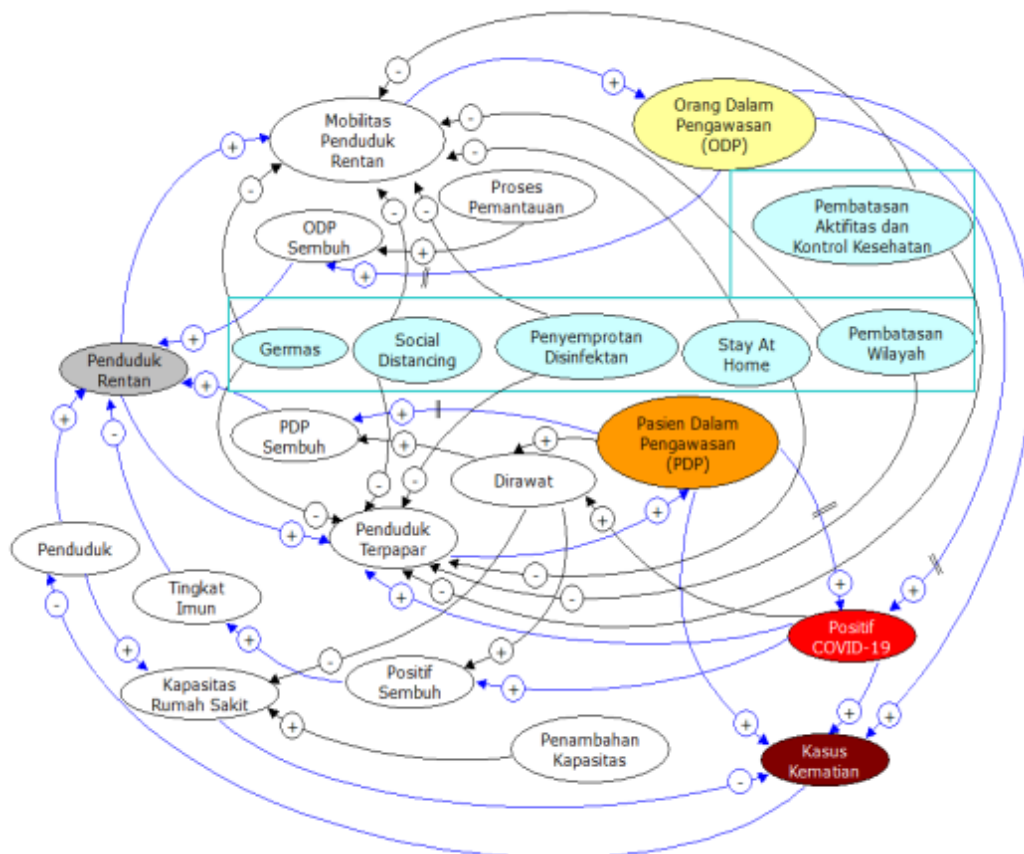 Mobilitas
Penduduk
Rentan
Orang Dalam
Pengawasan
(ODP)
Proses
Pemantauan
Pembatasan
Aktifitas dan
Kontrol Kesehatan
ODP
Sembuh
Germas
Social
Distancing
Penyemprotan
Disinfektan
Stay At
Home
Pembatasan
Wilayah
Penduduk
Rentan
PDP
Sembuh
Pasien Dalam
Pengawasan
(PDP)
Dirawat
Penduduk
Terpapar
Penduduk
Tingkat
Imun
Positif
COVID-19
Kapasitas
Rumah Sakit
Positif
Sembuh
Penambahan
Kapasitas
Kasus
Kematian